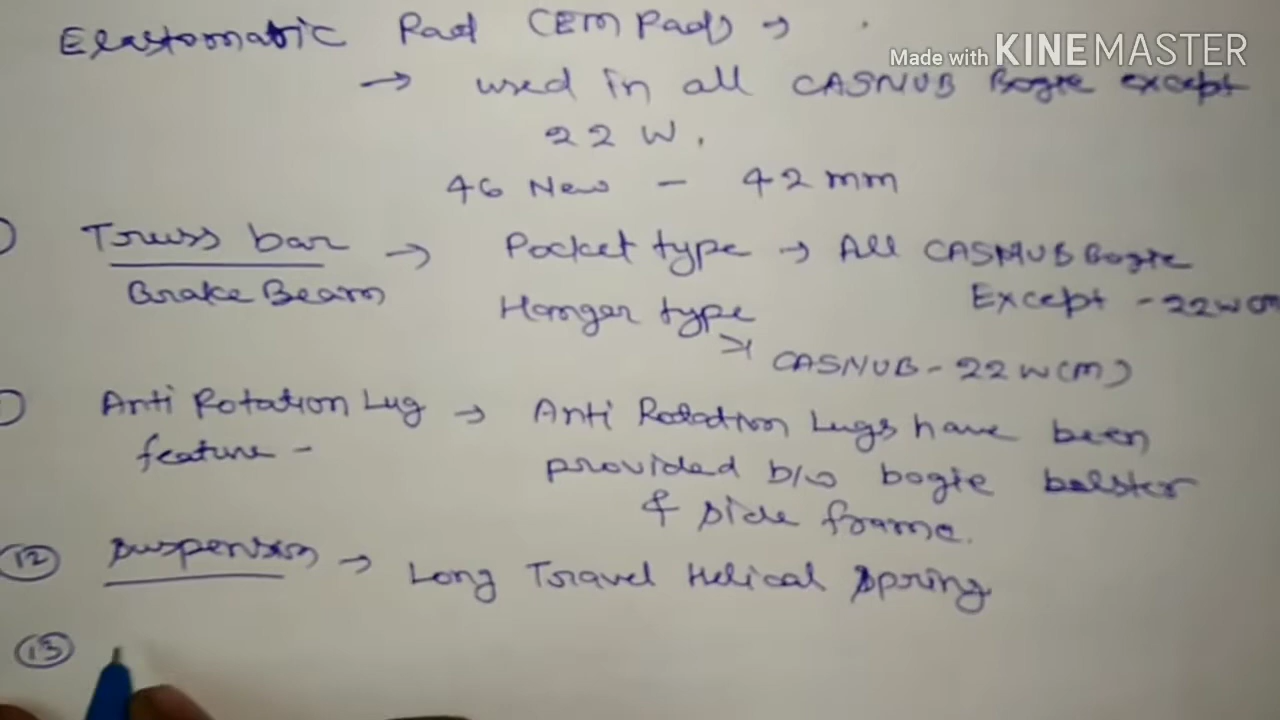 Elastomatic Pad (EM Pad) →
Made with KINEMASTER
→ used in all CASNUB Bogie except
22 W.
46 New - 42 mm
Truss bar → Pocket type → All CASNUB Bogie
Brake Beam
Except - 22W(M
Hanger type
→ CASNUB - 22 W(M)
Anti Rotation Lug → Anti Rotation Lugs have been
feature - provided b/w bogie bolster
& side frame.
12 Suspension → Long Travel Helical Spring
13